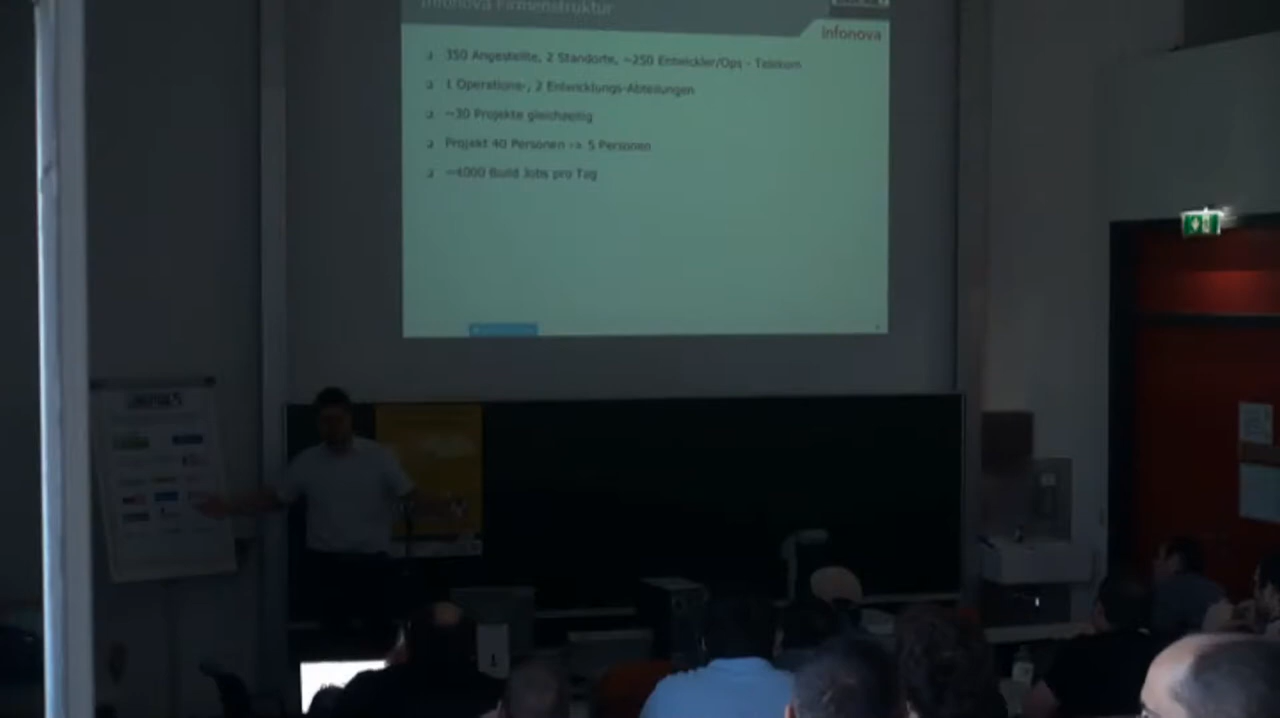 Infonova Firmenstruktur
infonova
350 Angestellte, 2 Standorte, ~250 Entwickler/Ops - Telekom
1 Operations-, 2 Entwicklungs-Abteilungen
~30 Projekte gleichzeitig
Projekt 40 Personen -> 5 Personen
~4000 Build Jobs pro Tag